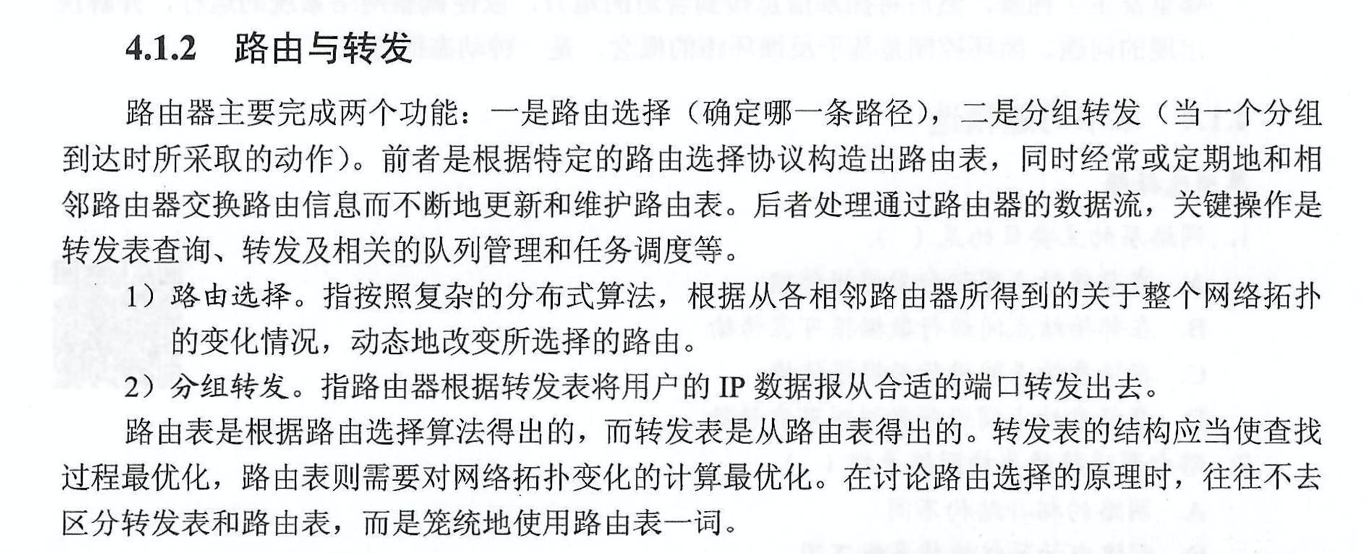 4.1.2 路由与转发
路由器主要完成两个功能：一是路由选择（确定哪一条路径），二是分组转发（当一个分组
到达时所采取的动作）。前者是根据特定的路由选择协议构造出路由表，同时经常或定期地和相
邻路由器交换路由信息而不断地更新和维护路由表。后者处理通过路由器的数据流，关键操作是
转发表查询、转发及相关的队列管理和任务调度等。
1）路由选择。指按照复杂的分布式算法，根据从各相邻路由器所得到的关于整个网络拓扑
的变化情况，动态地改变所选择的路由。
2）分组转发。指路由器根据转发表将用户的 IP 数据报从合适的端口转发出去。
路由表是根据路由选择算法得出的，而转发表是从路由表得出的。转发表的结构应当使查找
过程最优化，路由表则需要对网络拓扑变化的计算最优化。在讨论路由选择的原理时，往往不去
区分转发表和路由表，而是笼统地使用路由表一词。